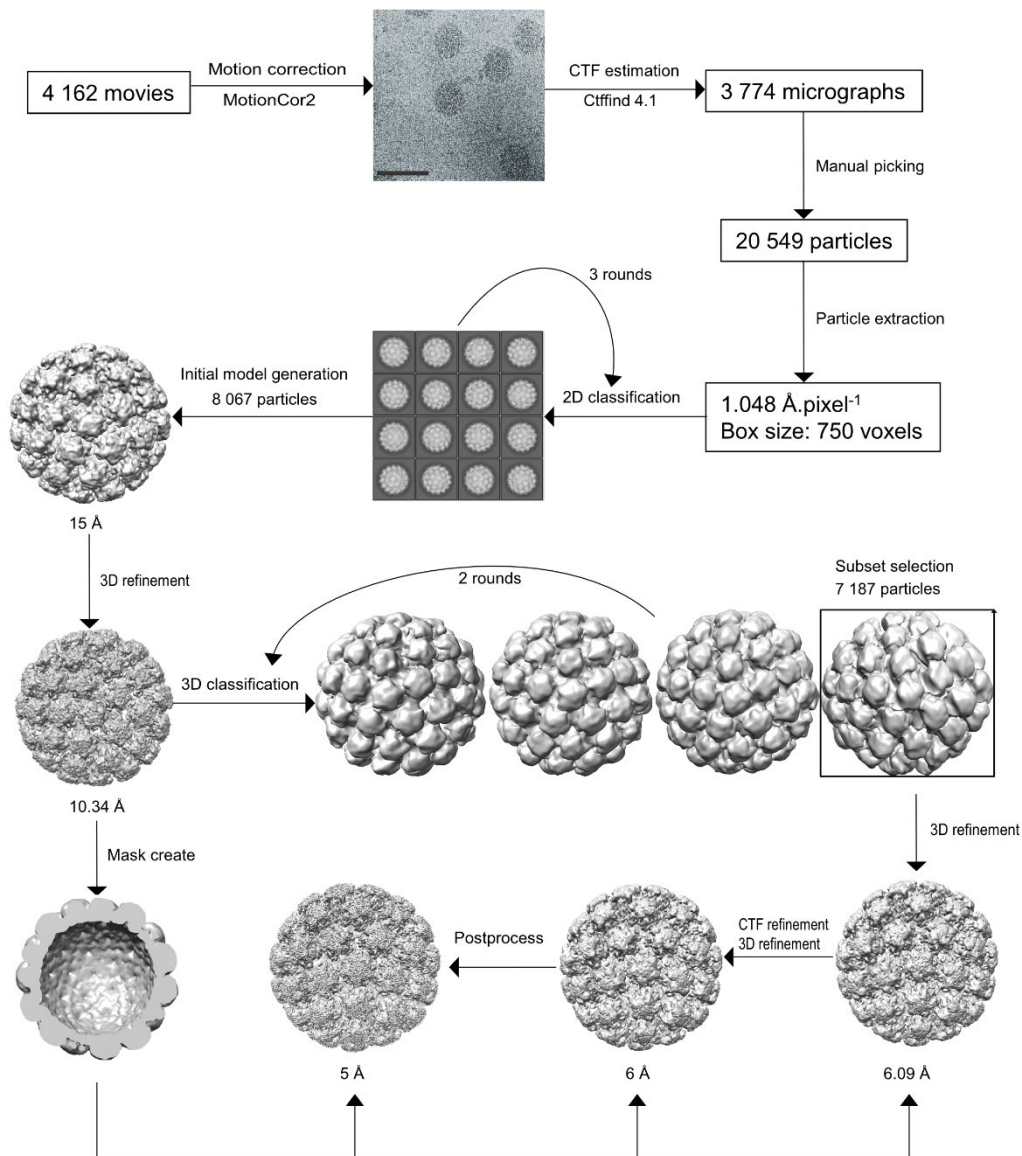 4 162 movies
Motion correction
MotionCor2
CTF estimation
Ctffind 4.1
3 774 micrographs
Manual picking
20 549 particles
3 rounds
Particle extraction
Initial model generation
8 067 particles
2D classification
1.048 Å.pixel⁻¹
Box size: 750 voxels
15 Å
3D refinement
2 rounds
Subset selection
7 187 particles
3D classification
10.34 Å
3D refinement
Mask create
Postprocess
CTF refinement
3D refinement
5 Å
6 Å
6.09 Å